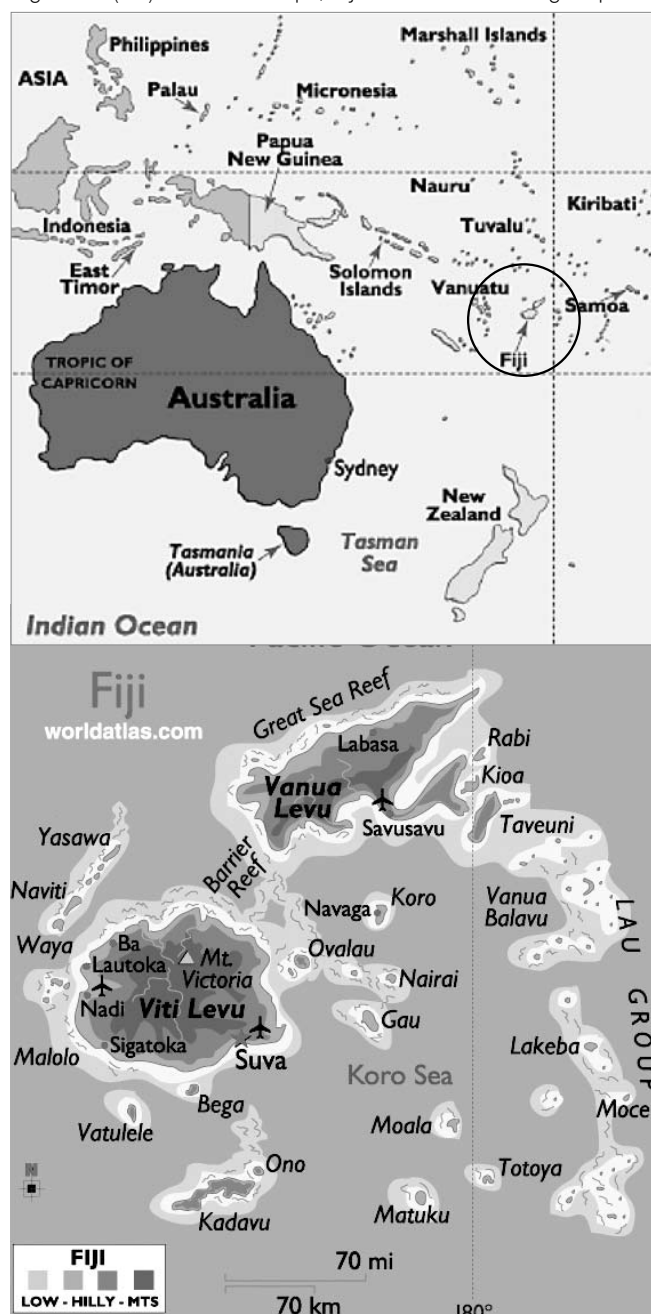 Philippines
Marshall Islands
ASIA
Palau
Micronesia
Papua
New Guinea
Nauru
Kiribati
Indonesia
Tuvalu
East
Timor
Solomon
Islands
Vanuatu
Samoa
Fiji
TROPIC OF
CAPRICORN
Australia
Sydney
New
Zealand
Tasmania
(Australia)
Tasman
Sea
Indian Ocean
Fiji
worldatlas.com
Great Sea Reef
Labasa
Rabi
Kioa
Vanua
Levu
Savusavu
Taveuni
Yasawa
Barrier
Reef
Naviti
Navaga
Koro
Vanua
Balavu
LAU GROUP
Waya
Ba
Lautoka
Mt.
Victoria
Ovalau
Nairai
Nadi
Viti Levu
Gau
Malolo
Sigatoka
Suva
Lakeba
Koro Sea
Bega
Moce
Vatulele
Moala
Ono
Totoya
N
Kadavu
Matuku
FIJI
LOW - HILLY - MTS
70 mi
70 km
180°